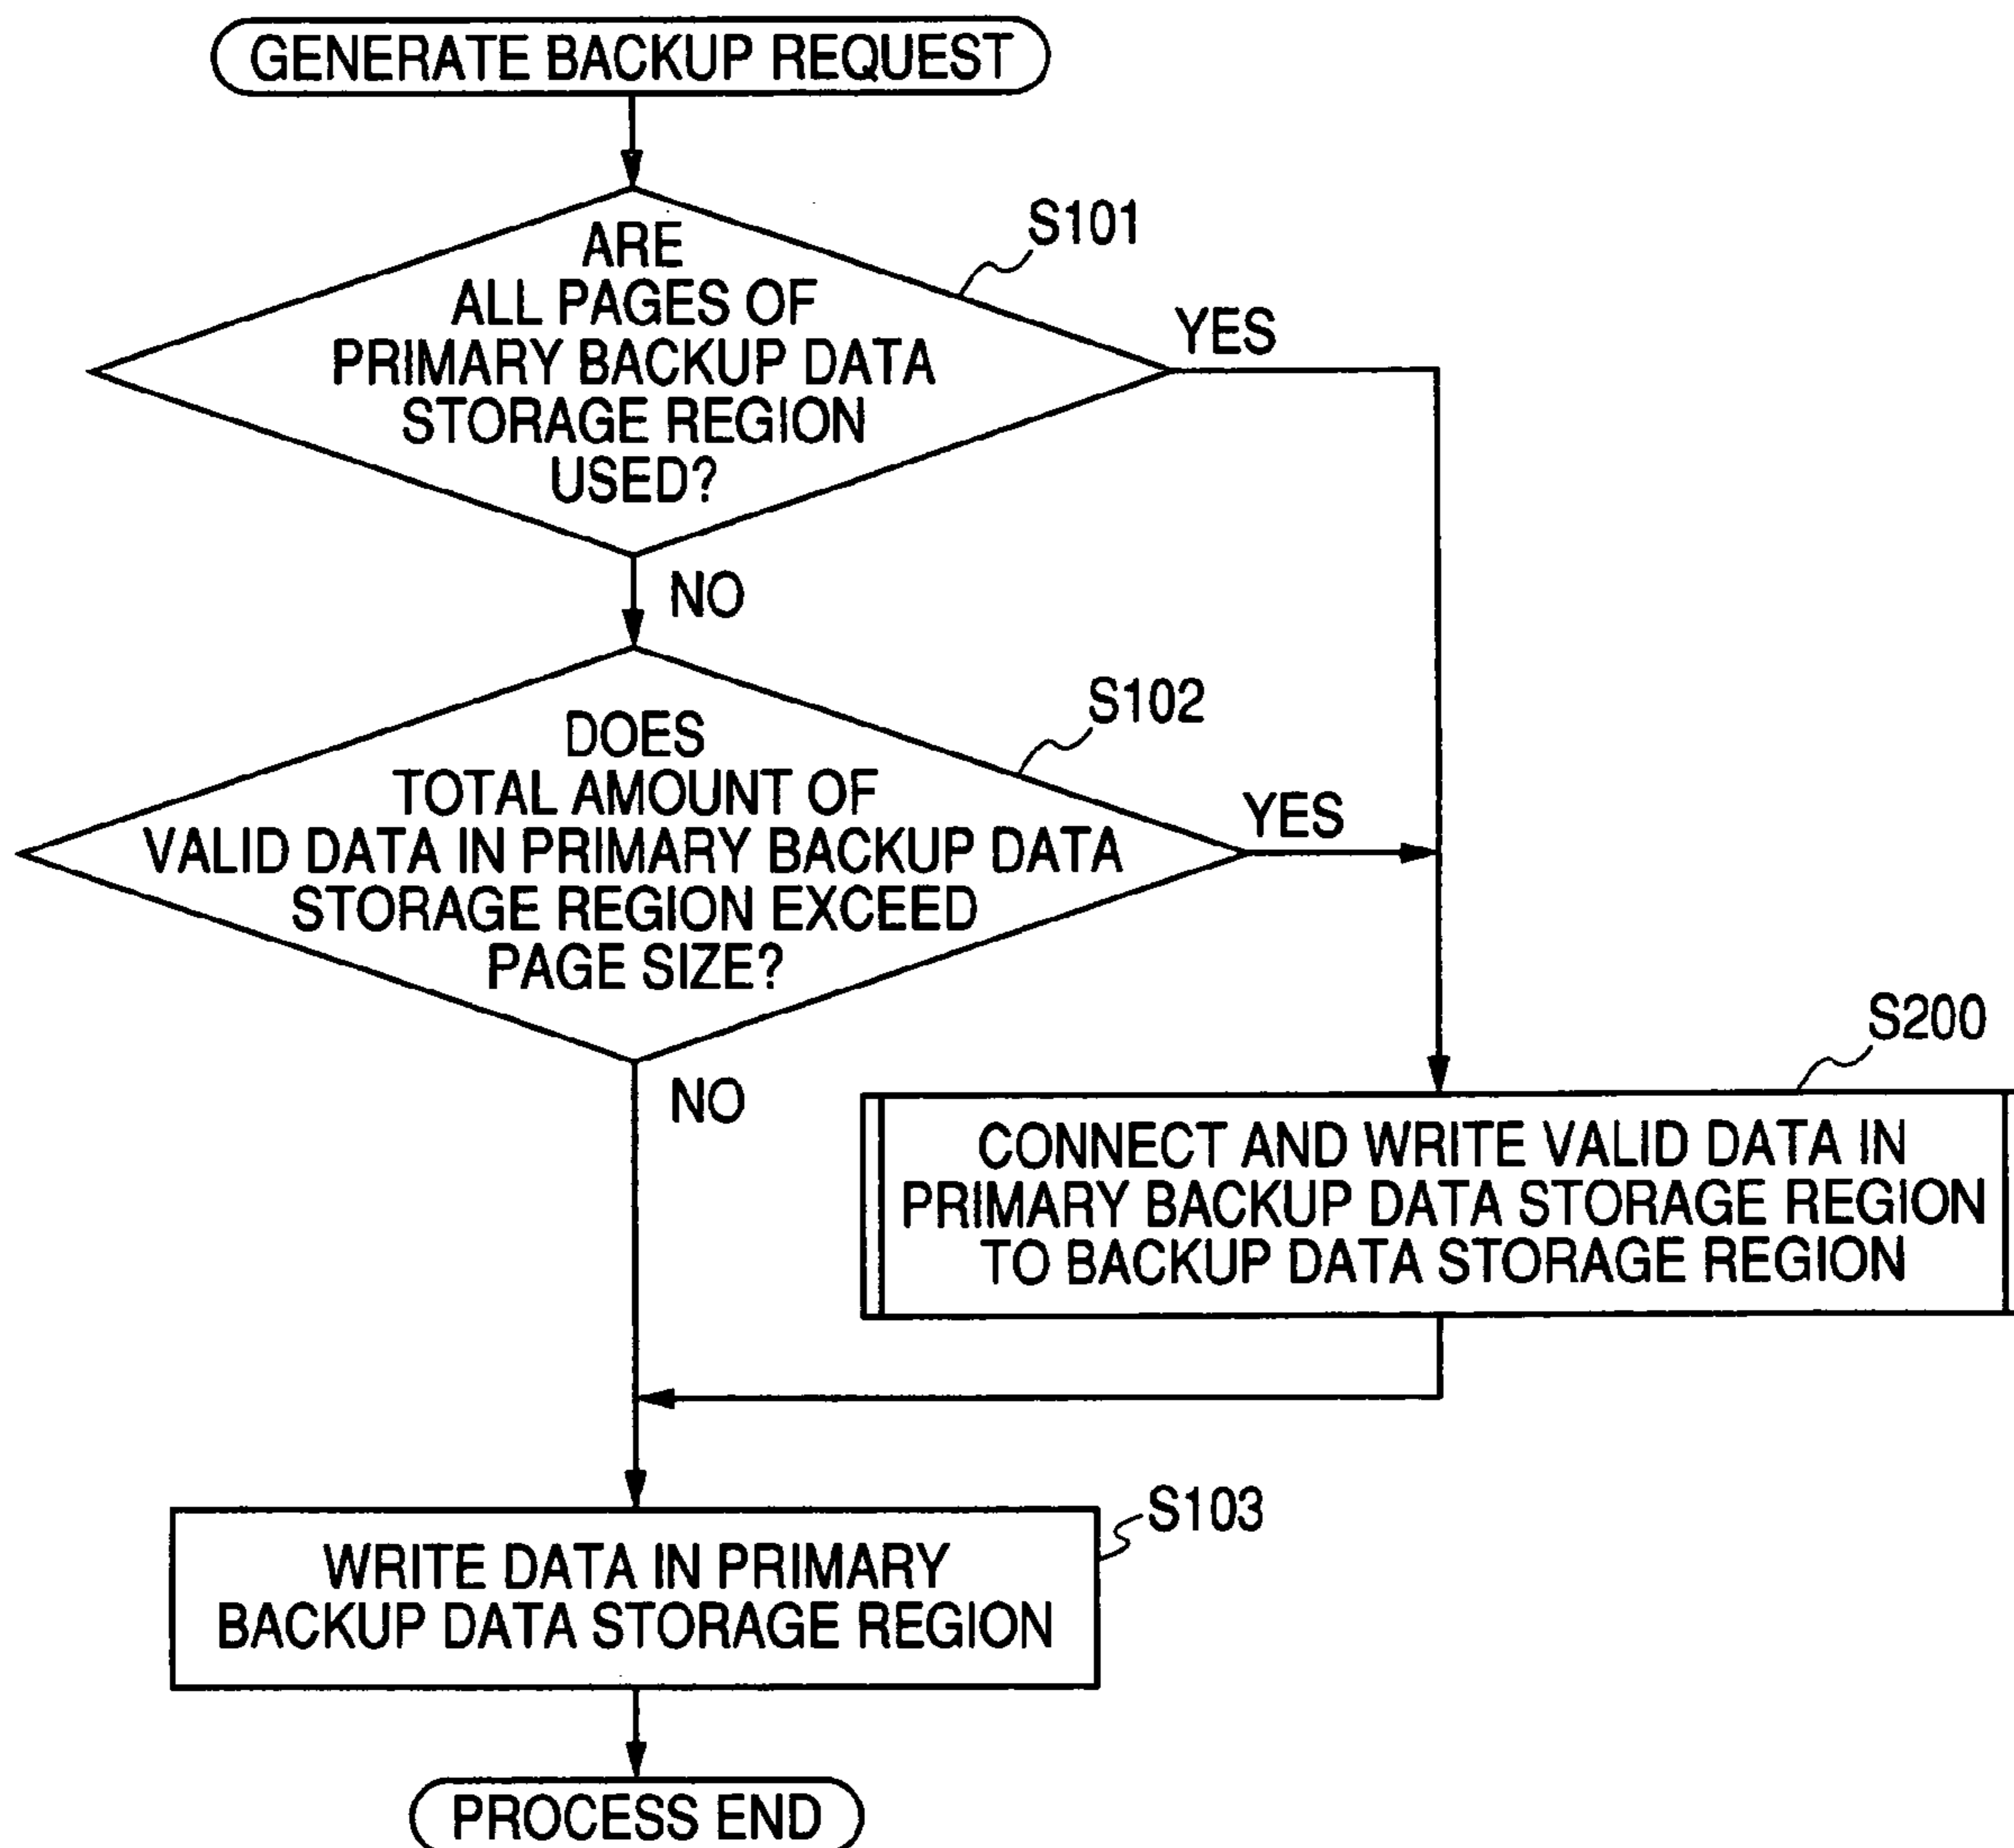 GENERATE BACKUP REQUEST
S101
ARE
ALL PAGES OF
PRIMARY BACKUP DATA
STORAGE REGION
USED?
YES
NO
S102
DOES
TOTAL AMOUNT OF
VALID DATA IN PRIMARY BACKUP DATA
STORAGE REGION EXCEED
PAGE SIZE?
YES
NO
S200
CONNECT AND WRITE VALID DATA IN
PRIMARY BACKUP DATA STORAGE REGION
TO BACKUP DATA STORAGE REGION
S103
WRITE DATA IN PRIMARY
BACKUP DATA STORAGE REGION
PROCESS END